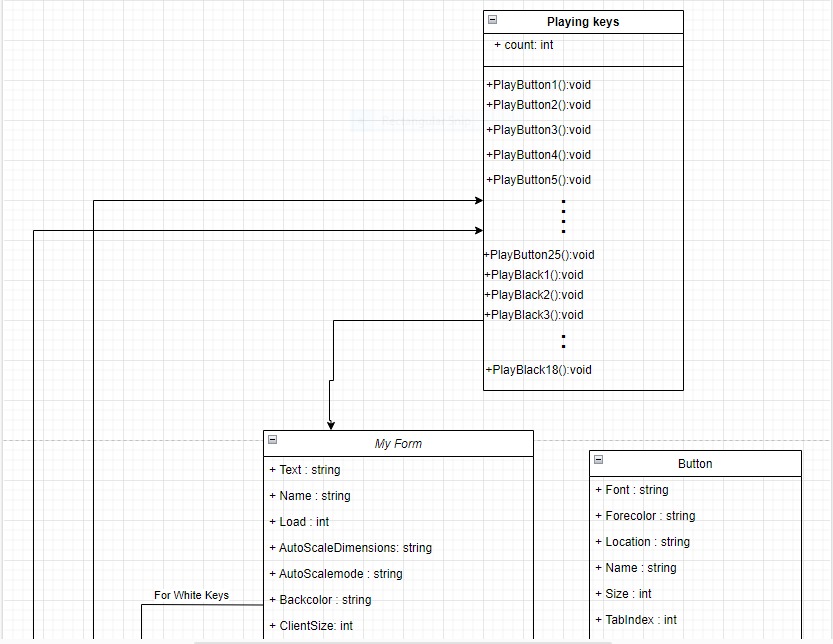 Playing keys
+ count: int
+PlayButton1():void
+PlayButton2():void
+PlayButton3():void
+PlayButton4():void
+PlayButton5():void
+PlayButton25():void
+PlayBlack1():void
+PlayBlack2():void
+PlayBlack3():void
+PlayBlack18():void
My Form
+ Text : string
+ Name : string
+ Load : int
+ AutoScaleDimensions: string
+ AutoScalemode : string
+ Backcolor : string
+ ClientSize: int
For White Keys
Button
+ Font : string
+ Forecolor : string
+ Location : string
+ Name : string
+ Size : int
+ TabIndex : int